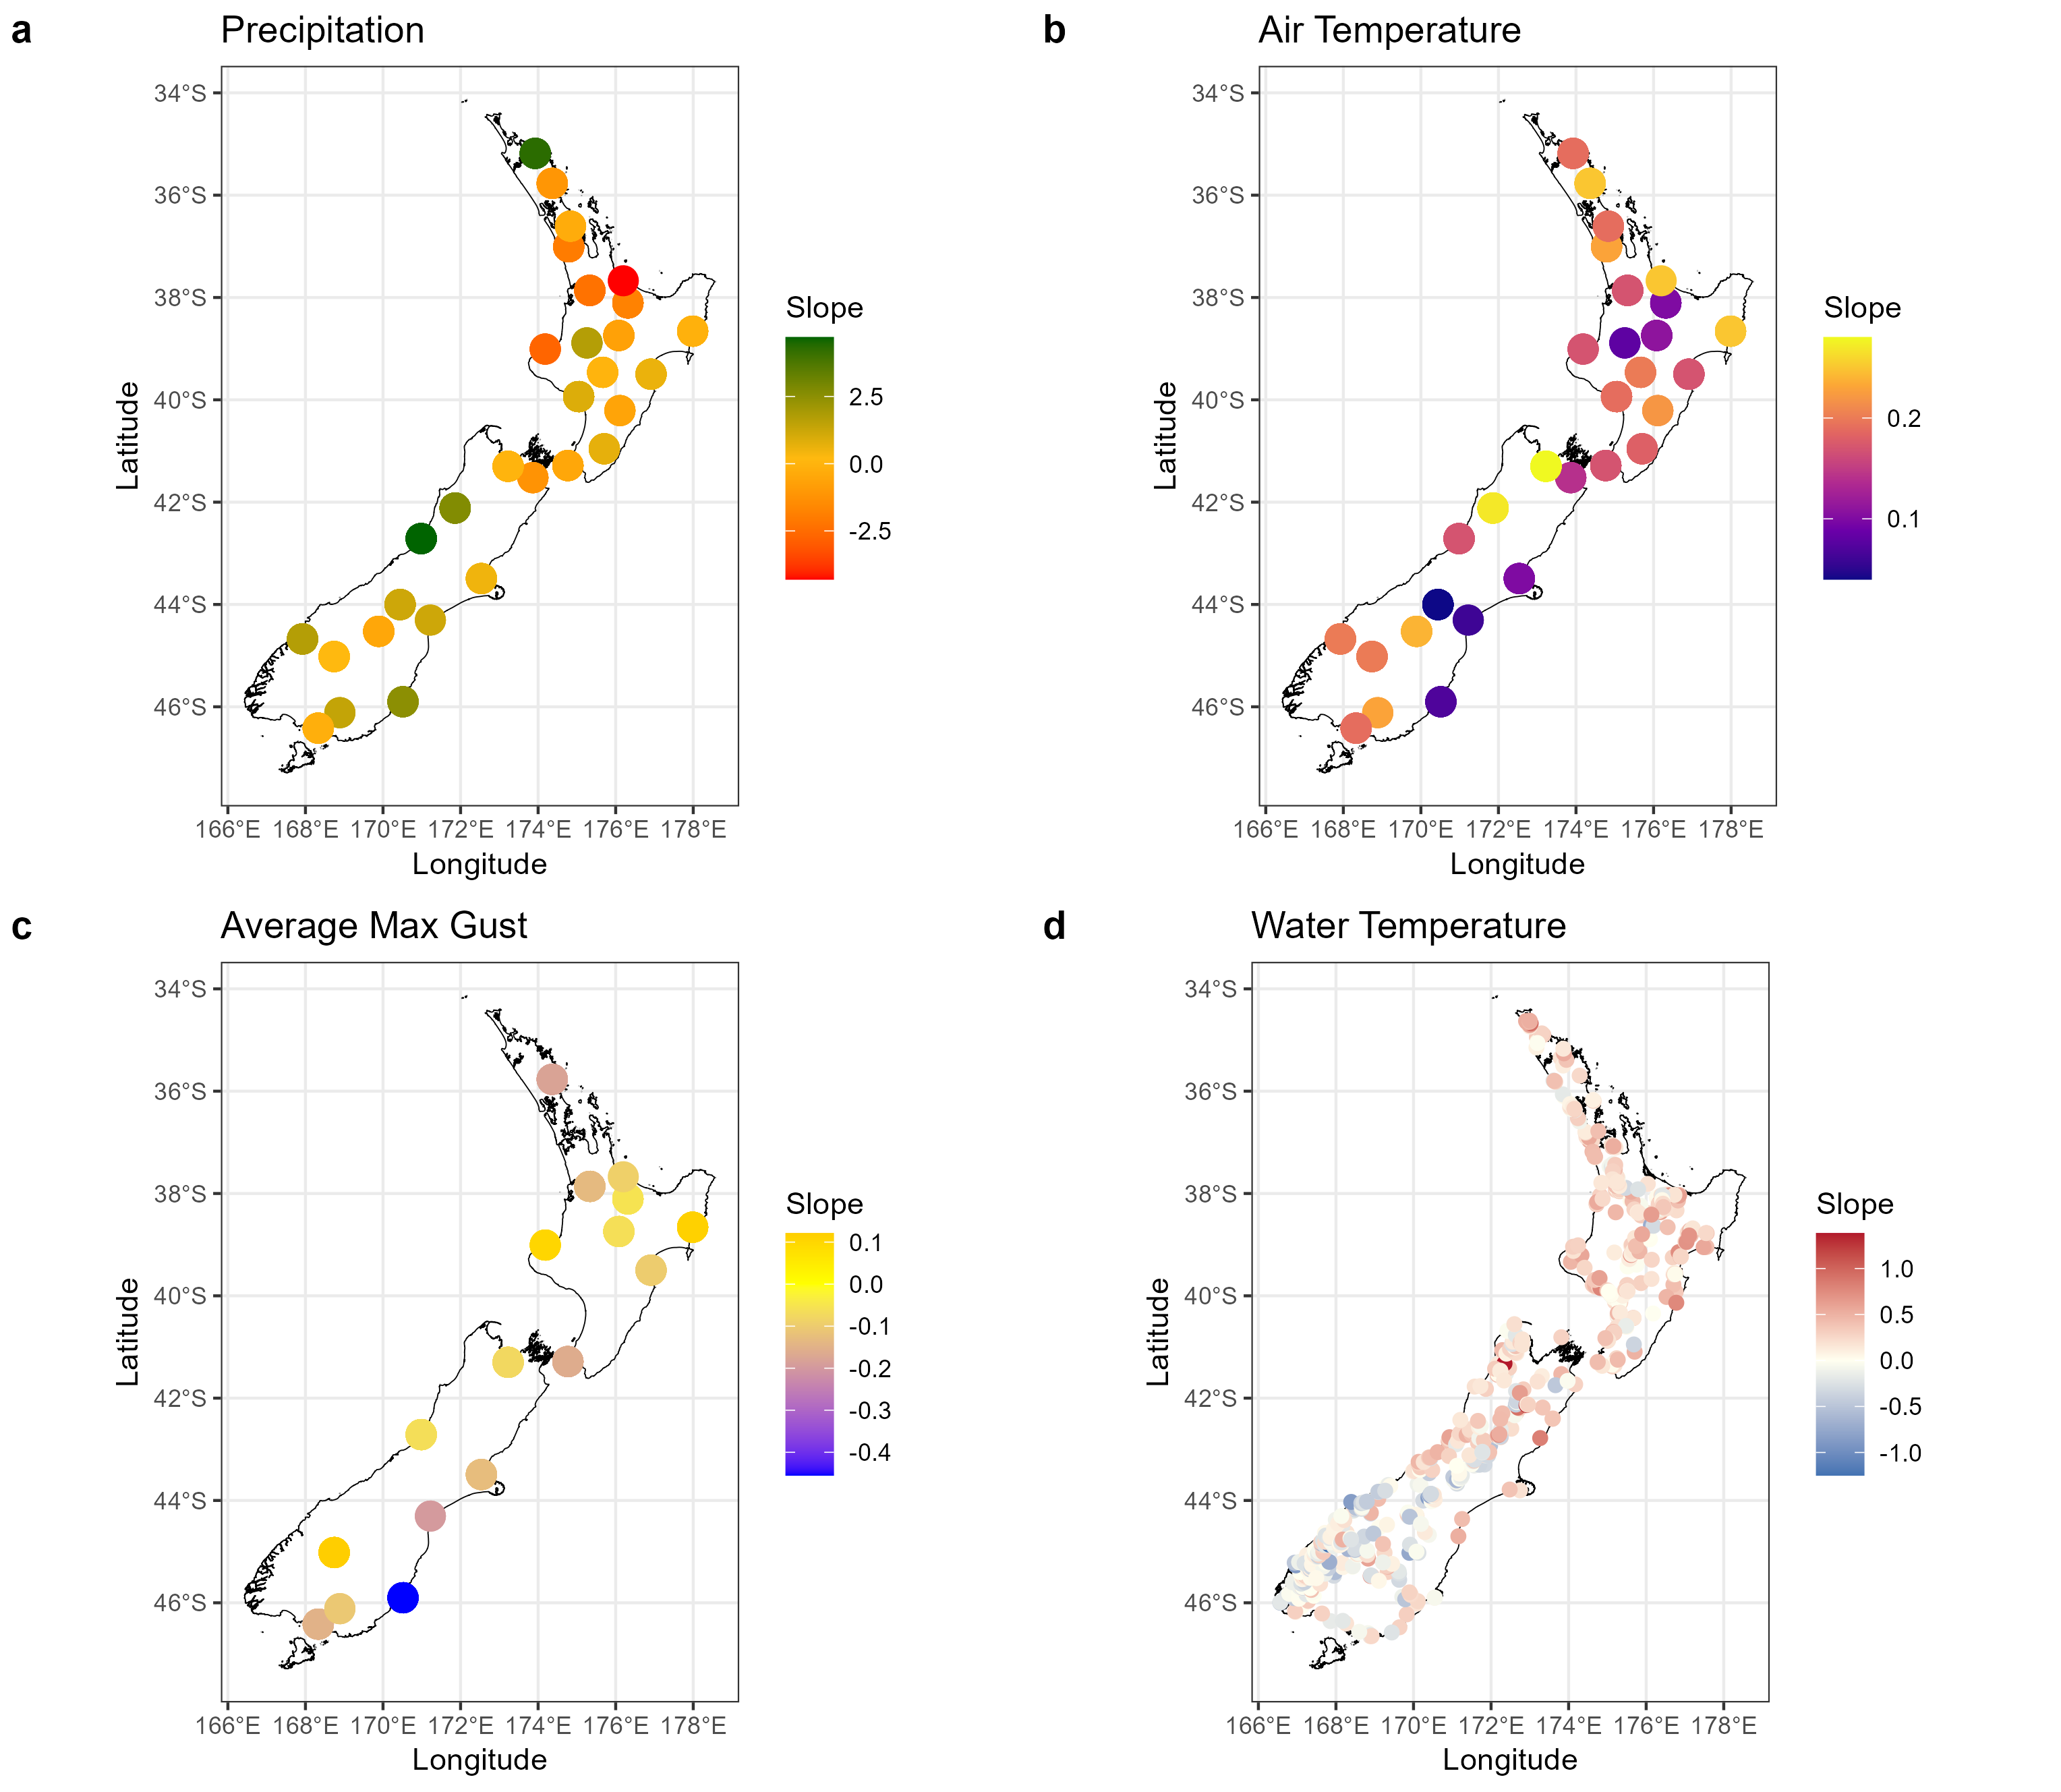 a Precipitation
34°S
36°S
38°S
40°S
42°S
44°S
46°S
Latitude
166°E 168°E 170°E 172°E 174°E 176°E 178°E
Longitude
Slope
2.5
0.0
-2.5
b Air Temperature
34°S
36°S
38°S
40°S
42°S
44°S
46°S
Latitude
166°E 168°E 170°E 172°E 174°E 176°E 178°E
Longitude
Slope
0.2
0.1
c Average Max Gust
34°S
36°S
38°S
40°S
42°S
44°S
46°S
Latitude
166°E 168°E 170°E 172°E 174°E 176°E 178°E
Longitude
Slope
0.1
0.0
-0.1
-0.2
-0.3
-0.4
d Water Temperature
34°S
36°S
38°S
40°S
42°S
44°S
46°S
Latitude
166°E 168°E 170°E 172°E 174°E 176°E 178°E
Longitude
Slope
1.0
0.5
0.0
-0.5
-1.0